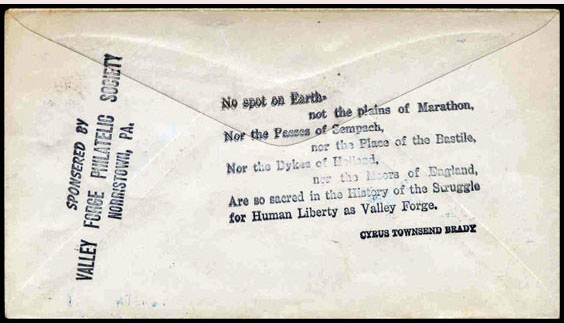 SPONSERED BY
VALLEY FORGE PHILATELIC SOCIETY
NORRISTOWN, PA.
No spot on Earth-
not the plains of Marathon,
Nor the Passes of Sempach,
nor the Place of the Bastile,
Nor the Dykes of Holland,
nor the Moors of England,
Are so sacred in the History of the Struggle
for Human Liberty as Valley Forge.
CYRUS TOWNSEND BRADY